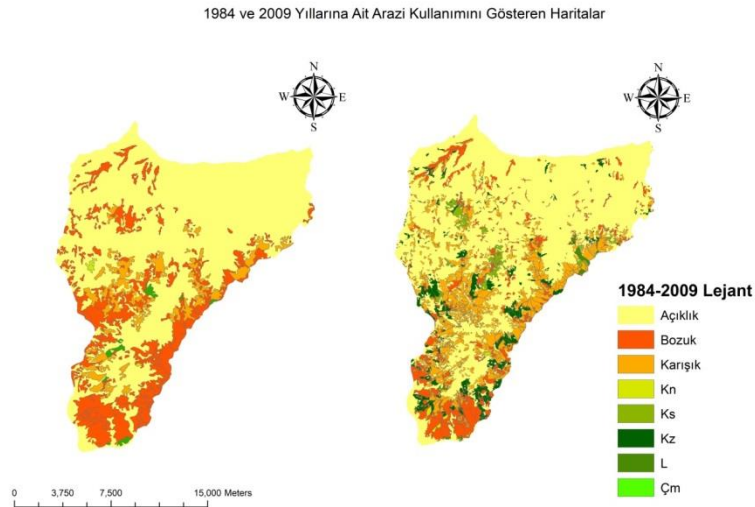 1984 ve 2009 Yıllarına Ait Arazi Kullanımını Gösteren Haritalar
N
W E
S
N
W E
S
1984-2009 Lejant
Açıklık
Bozuk
Karışık
Kn
Ks
Kz
L
Çm
0 3,750 7,500 15,000 Meters